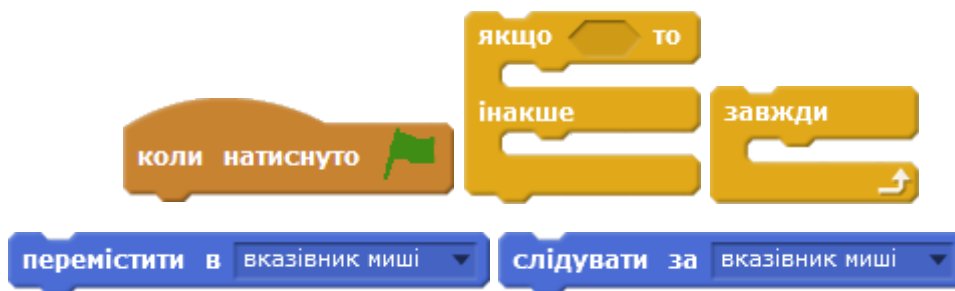 якщо то
інакше
завжди
коли натиснуто
перемістити в вказівник миші
слідувати за вказівник миші